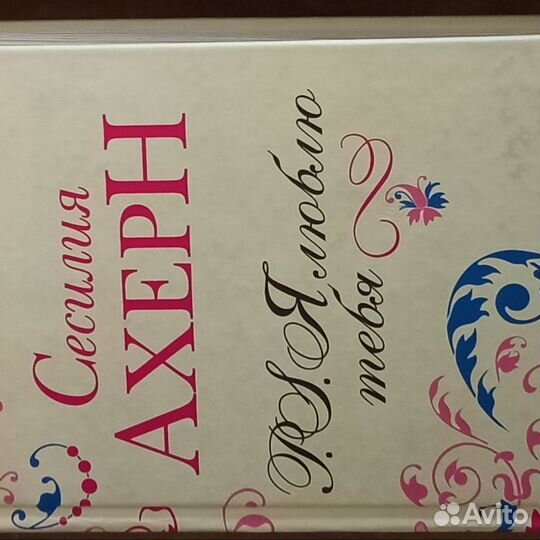 Сесилия
АХЕРН
P.S. Я люблю
тебя
Avito